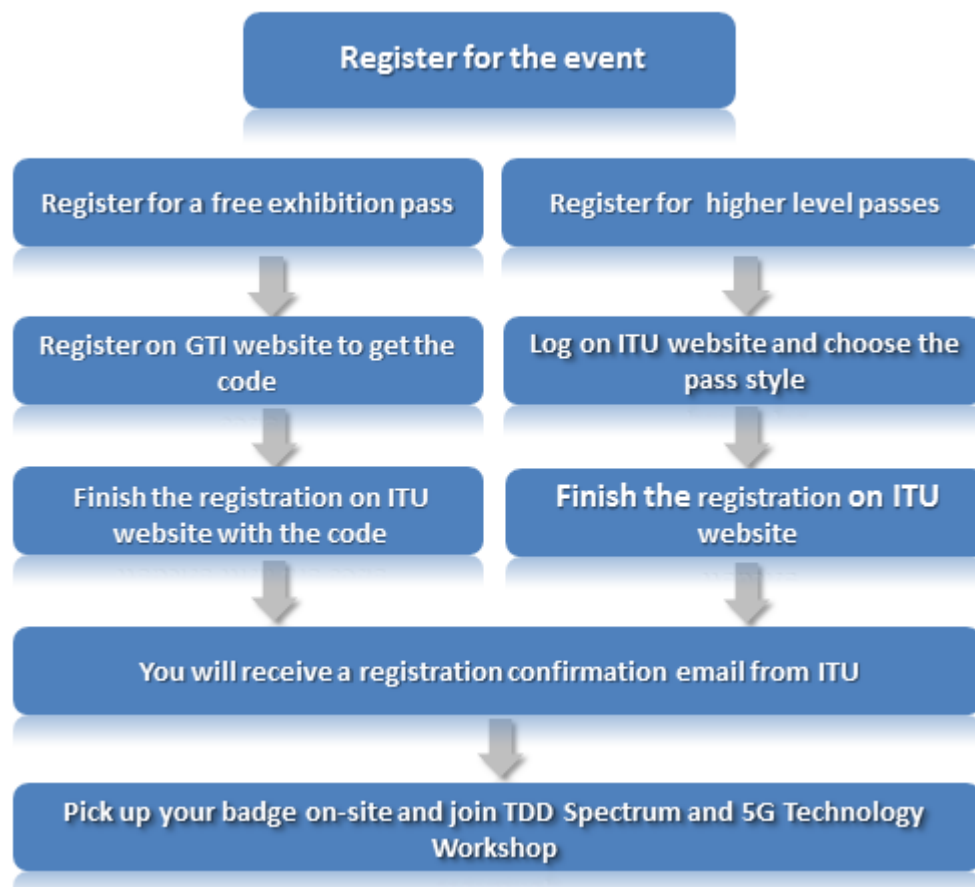 Register for the event
Register for a free exhibition pass
Register for higher level passes
Register on GTI website to get the
code
Log on ITU website and choose the
pass style
Finish the registration on ITU
website with the code
Finish the registration on ITU
website
You will receive a registration confirmation email from ITU
Pick up your badge on-site and join TDD Spectrum and 5G Technology
Workshop